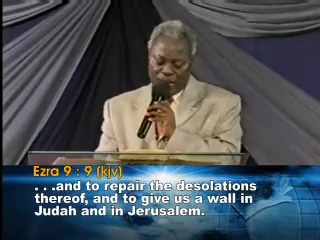 Ezra 9 : 9 (kjv)
. . .and to repair the desolations
thereof, and to give us a wall in
Judah and in Jerusalem.